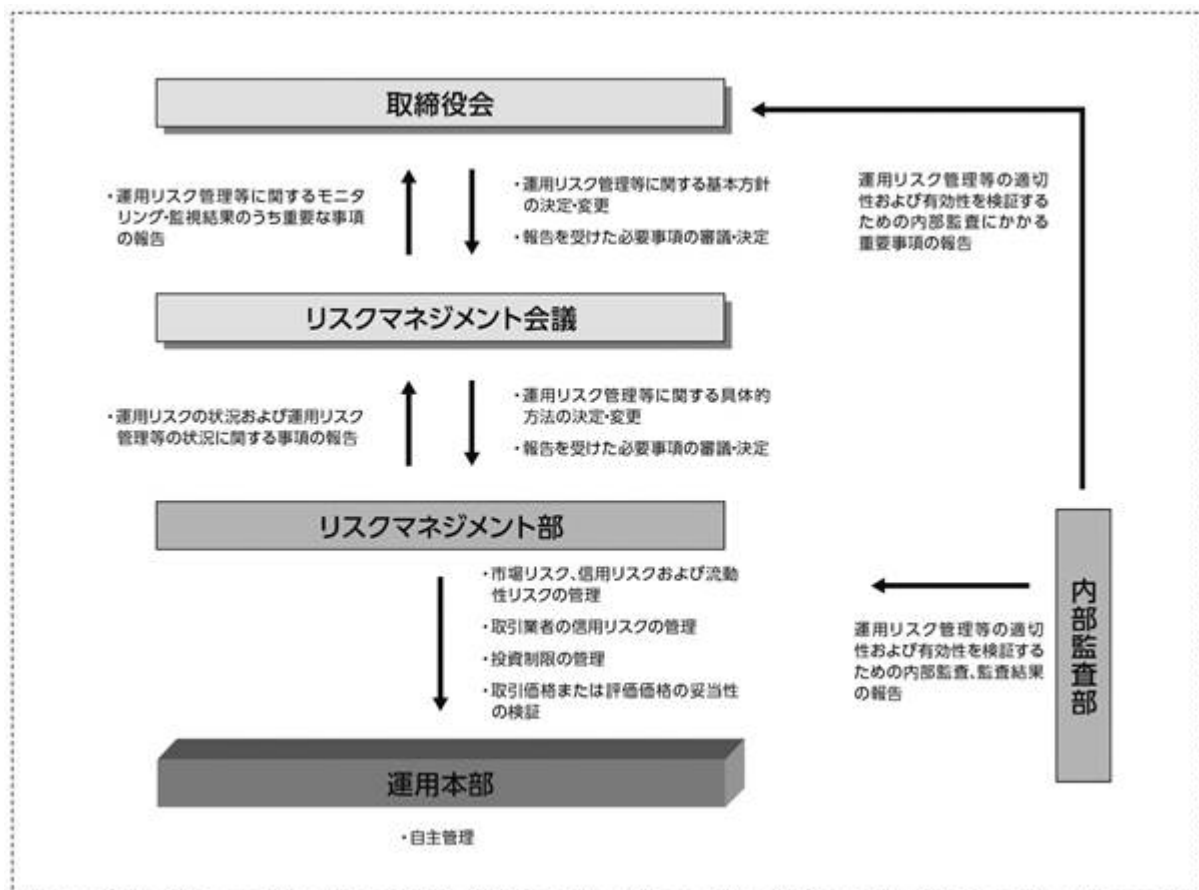 取締役会
・運用リスク管理等に関するモニタ
リング・監視結果のうち重要な事項
の報告
・運用リスク管理等に関する基本方針
の決定・変更
・報告を受けた必要事項の審議・決定
運用リスク管理等の適切
性および有効性を検証する
ための内部監査にかかる
重要事項の報告
リスクマネジメント会議
・運用リスクの状況および運用リスク
管理等の状況に関する事項の報告
・運用リスク管理等に関する具体的
方法の決定・変更
・報告を受けた必要事項の審議・決定
リスクマネジメント部
・市場リスク、信用リスクおよび流動
性リスクの管理
・取引業者の信用リスクの管理
・投資制限の管理
・取引価格または評価価格の妥当性
の検証
運用リスク管理等の適切
性および有効性を検証する
ための内部監査、監査結果
の報告
内部監査部
運用本部
・自主管理